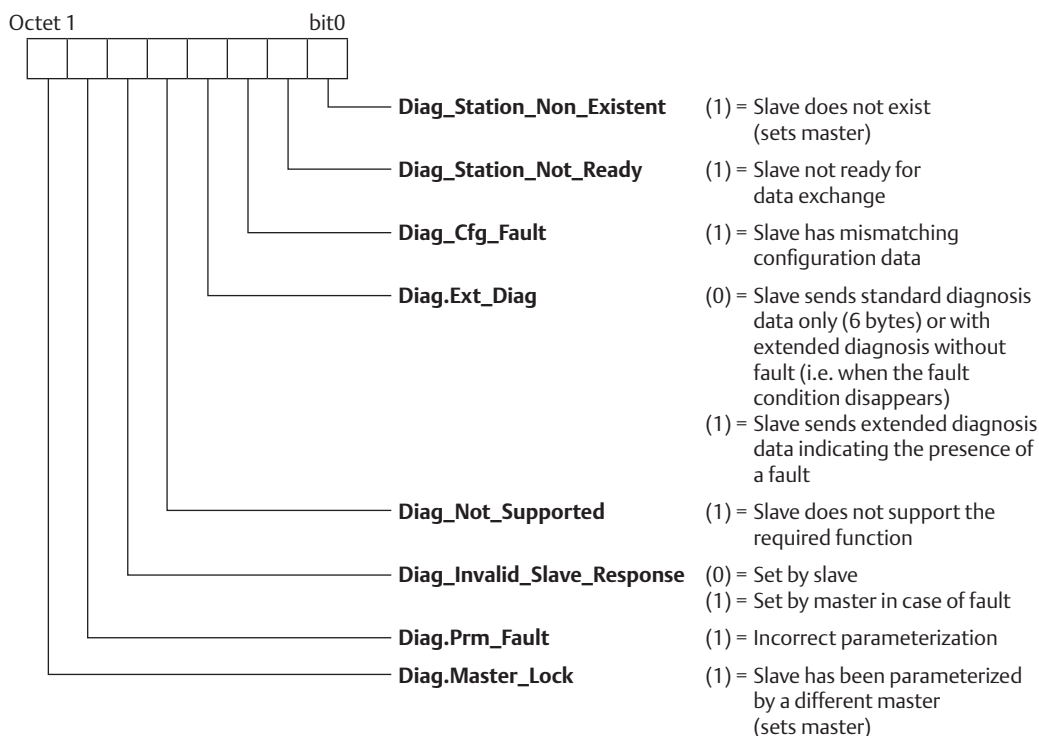 Octet 1 bit0
Diag_Station_Non_Existent (1) = Slave does not exist
(sets master)
Diag_Station_Not_Ready (1) = Slave not ready for
data exchange
Diag_Cfg_Fault (1) = Slave has mismatching
configuration data
Diag.Ext_Diag (0) = Slave sends standard diagnosis
data only (6 bytes) or with
extended diagnosis without
fault (i.e. when the fault
condition disappears)
(1) = Slave sends extended diagnosis
data indicating the presence of
a fault
Diag_Not_Supported (1) = Slave does not support the
required function
Diag_Invalid_Slave_Response (0) = Set by slave
(1) = Set by master in case of fault
Diag.Prm_Fault (1) = Incorrect parameterization
Diag.Master_Lock (1) = Slave has been parameterized
by a different master
(sets master)